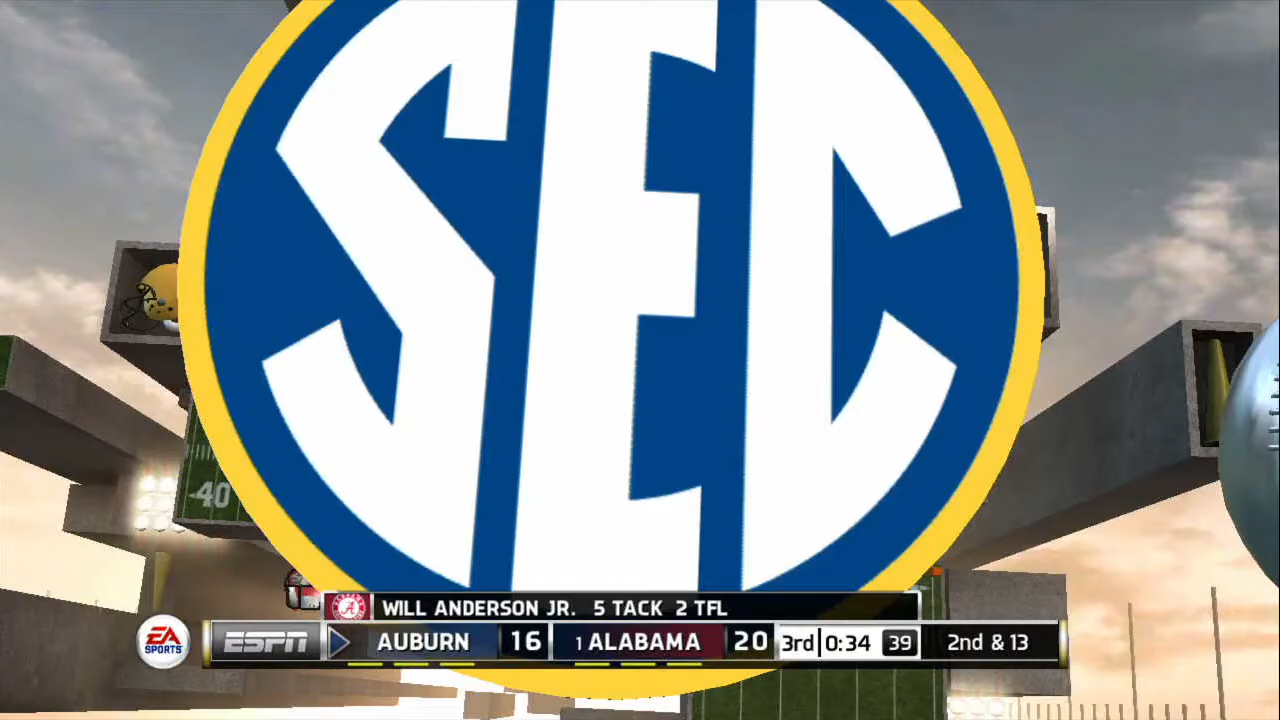 SEC
-40
WILL ANDERSON JR. 5 TACK 2 TFL
EA SPORTS
ESPN AUBURN 16 1 ALABAMA 20 3rd 0:34 39 2nd & 13